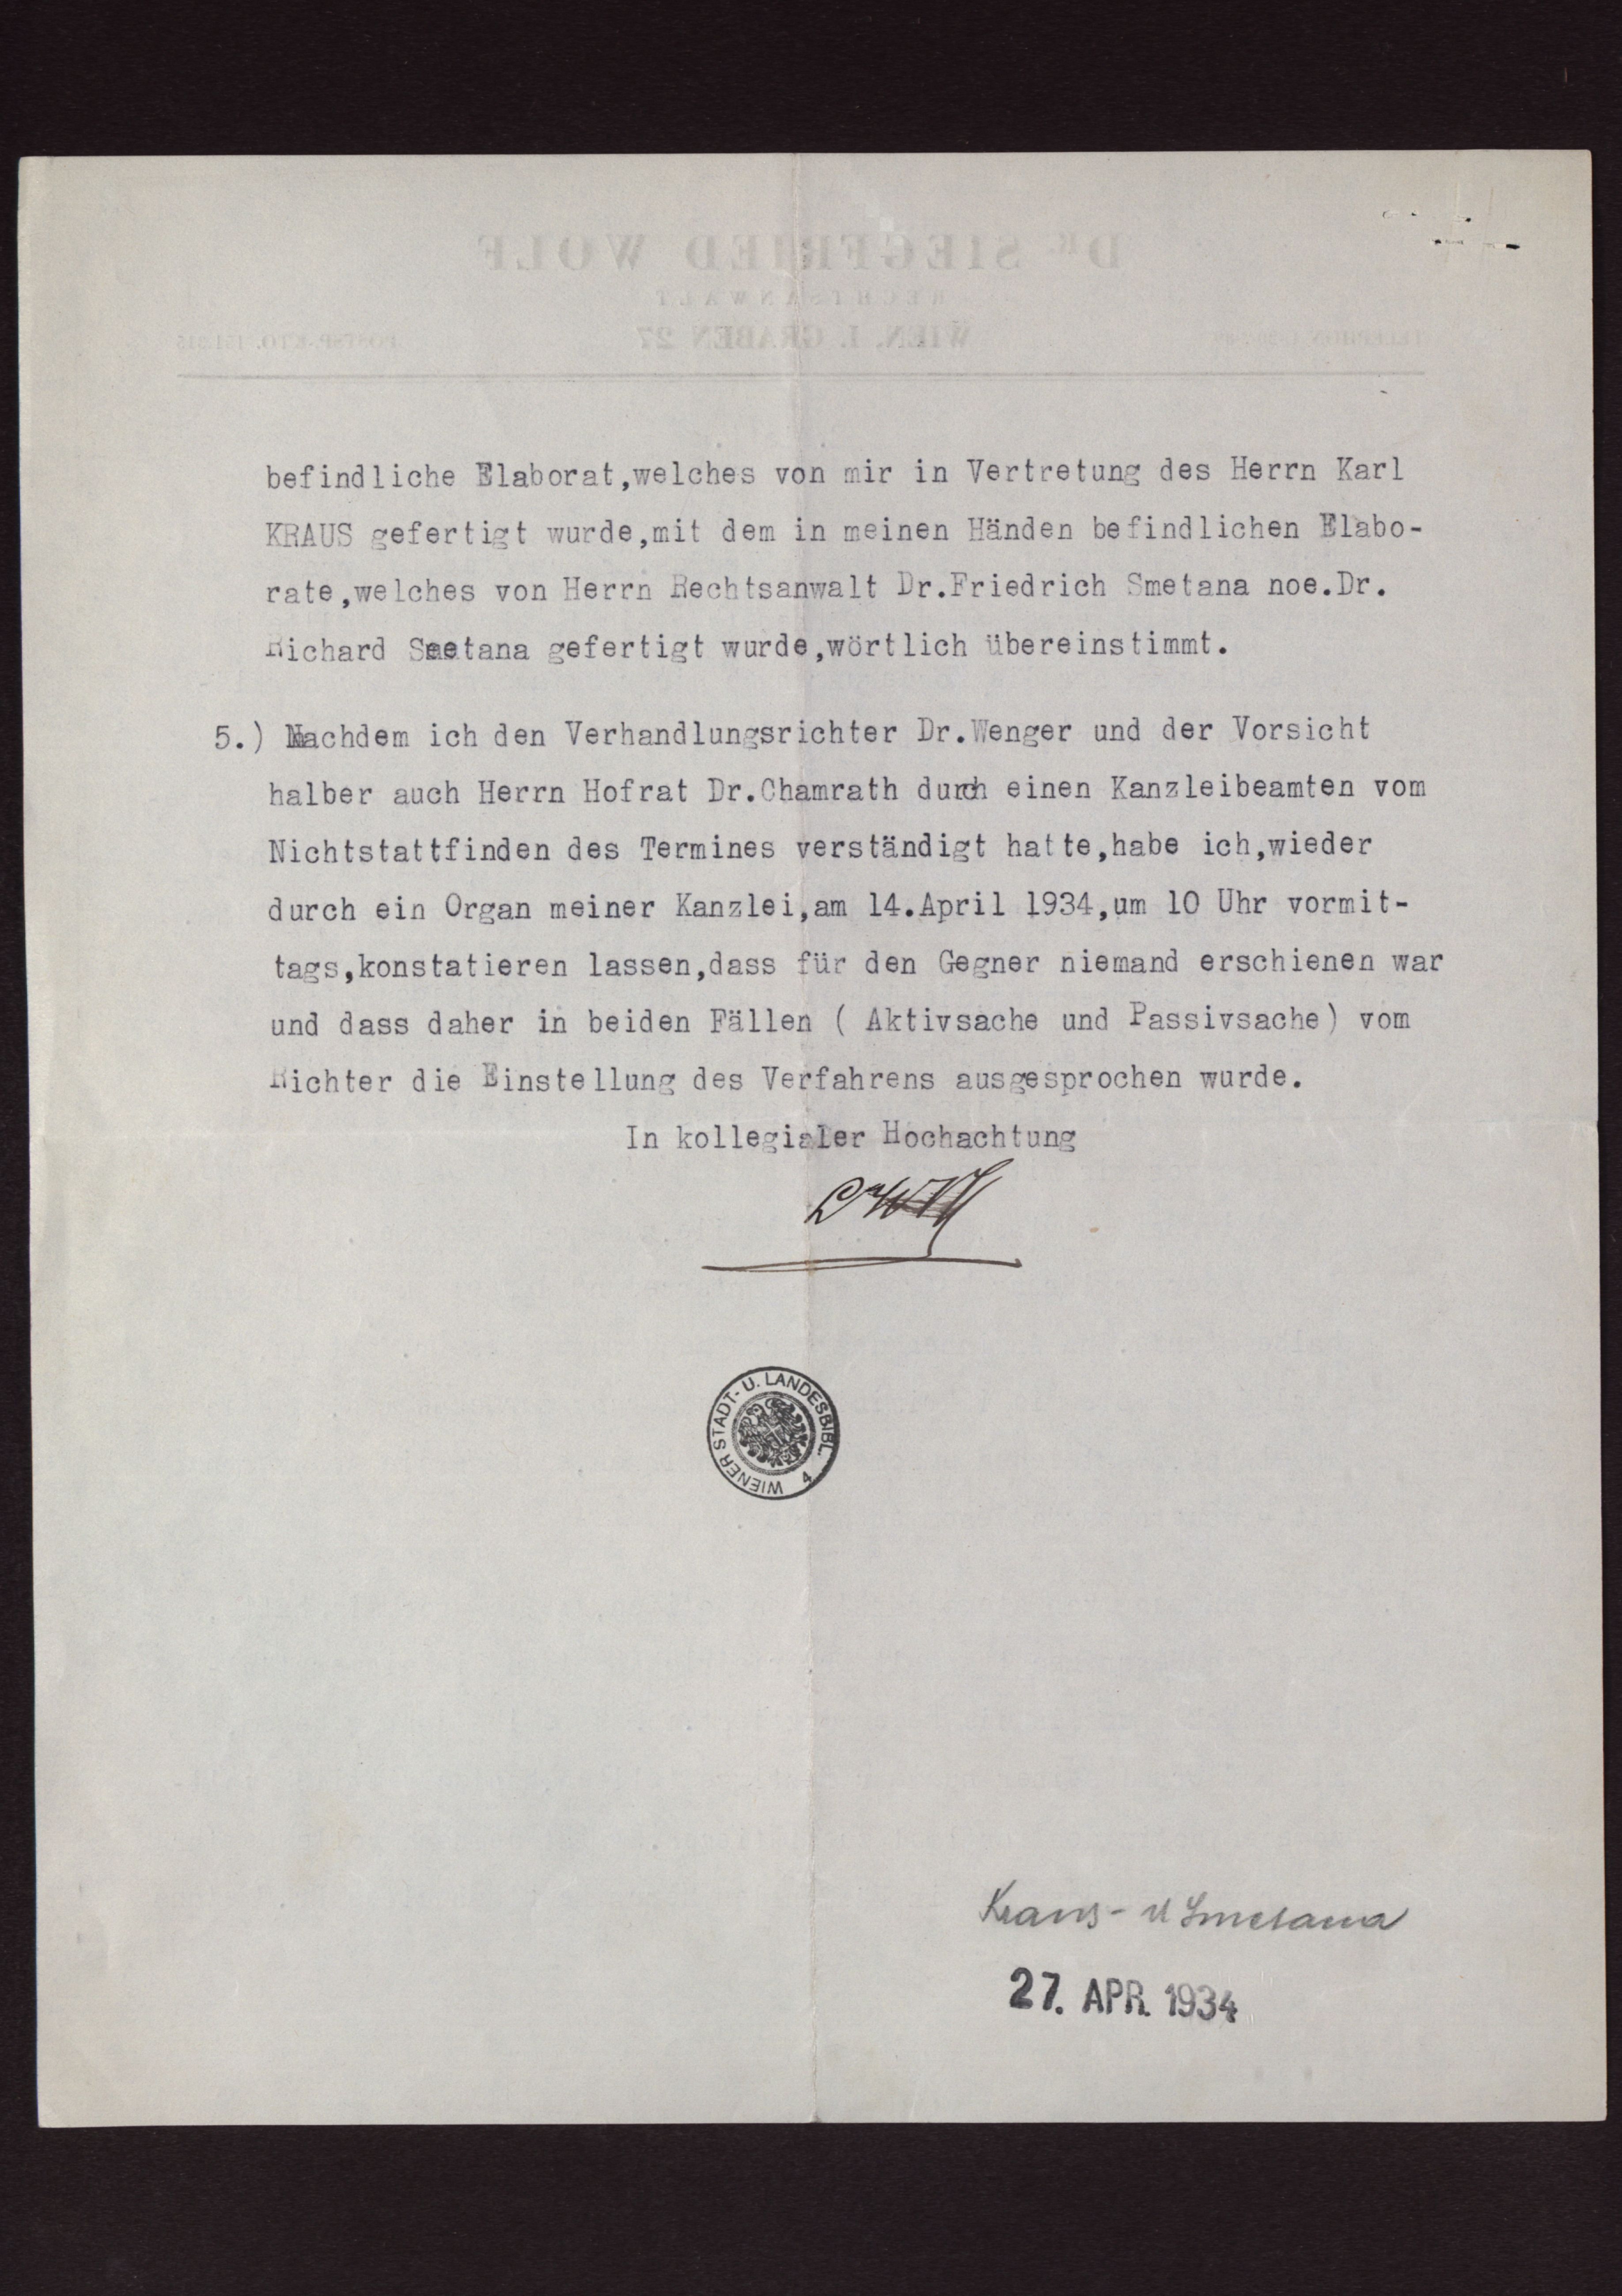 Dr. SIEGFRIED WOLF
RECHTSANWALT
WIEN, I. GRABEN 27
befindliche Elaborat,welches von mir in Vertretung des Herrn Karl
KRAUS gefertigt wurde,mit dem in meinen Händen befindlichen Elabo-
rate,welches von Herrn Rechtsanwalt Dr.Friedrich Smetana noe.Dr.
Richard Smetana gefertigt wurde,wörtlich übereinstimmt.
5.) Nachdem ich den Verhandlungsrichter Dr.Wenger und der Vorsicht
halber auch Herrn Hofrat Dr.Chamrath durch einen Kanzleibeamten vom
Nichtstattfinden des Termines verständigt hatte,habe ich,wieder
durch ein Organ meiner Kanzlei,am 14.April 1934,um 10 Uhr vormit-
tags,konstatieren lassen,dass für den Gegner niemand erschienen war
und dass daher in beiden Fällen ( Aktivsache und Passivsache) vom
Richter die Einstellung des Verfahrens ausgesprochen wurde.
In kollegialer Hochachtung
WIENER STADT- U. LANDESBIBL. 4
Kraus - Smetana
27. APR. 1934